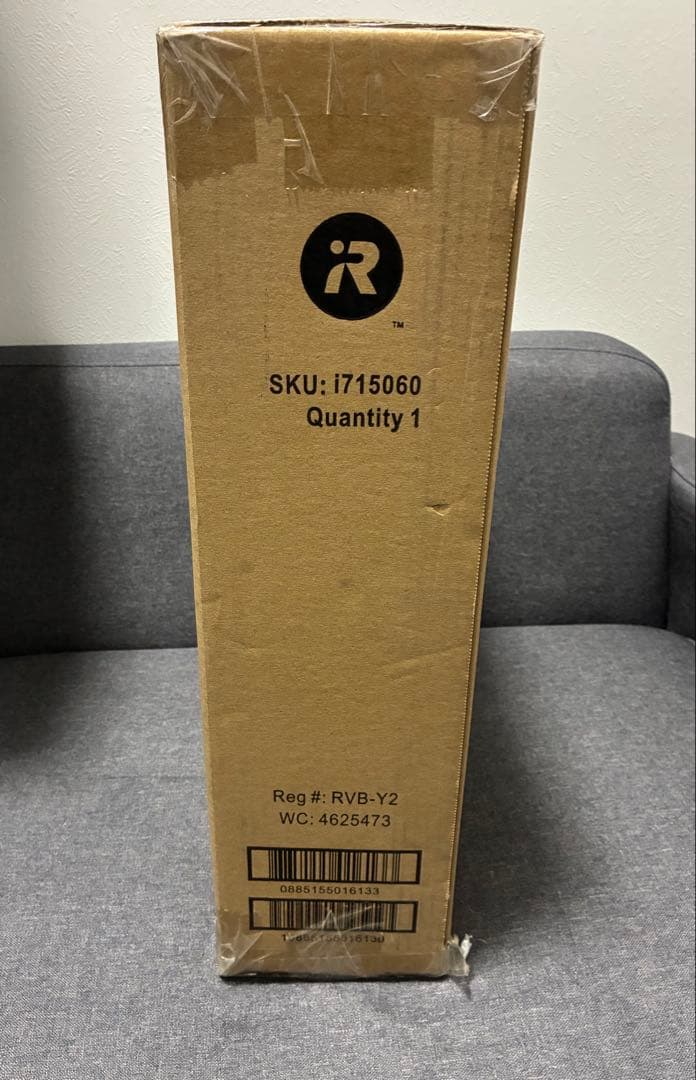 iR
TM
SKU: i715060
Quantity 1
Reg #: RVB-Y2
WC: 4625473
0885155016133